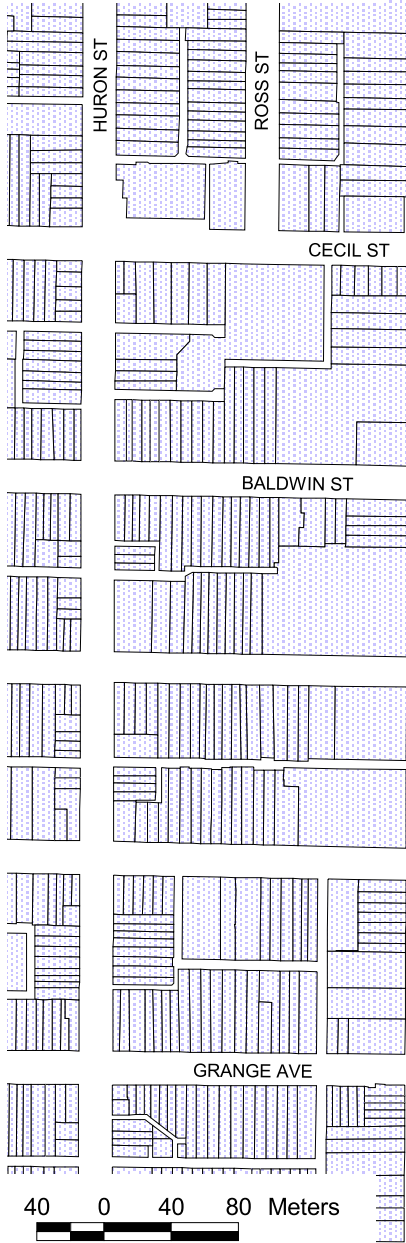 HURON ST
ROSS ST
CECIL ST
BALDWIN ST
GRANGE AVE
40 0 40 80 Meters